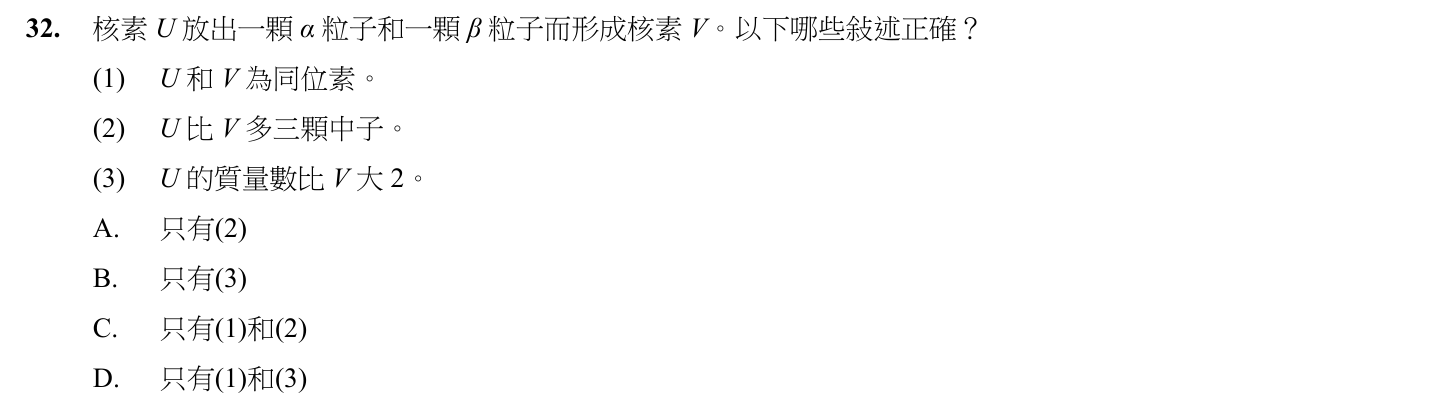 32. 核素 U 放出一顆 α 粒子和一顆 β 粒子而形成核素 V。以下哪些敍述正確？
(1) U 和 V 為同位素。
(2) U 比 V 多三顆中子。
(3) U 的質量數比 V 大 2。
A. 只有(2)
B. 只有(3)
C. 只有(1)和(2)
D. 只有(1)和(3)